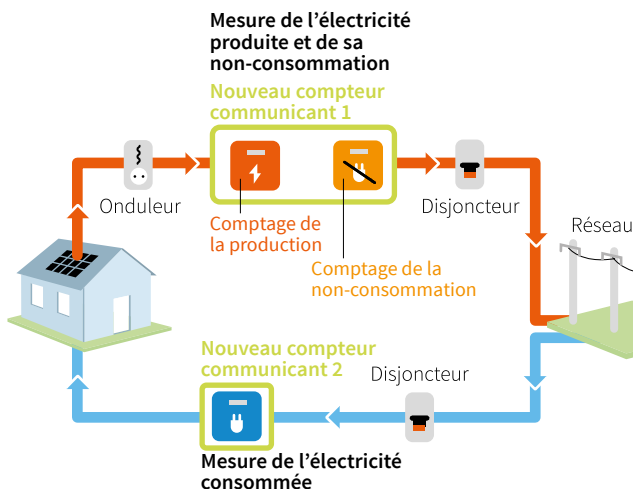 Mesure de l’électricité
produite et de sa
non-consommation
Nouveau compteur
communicant 1
Onduleur
Disjoncteur
Réseau
Comptage de
la production
Comptage de la
non-consommation
Nouveau compteur
communicant 2
Disjoncteur
Mesure de l’électricité
consommée